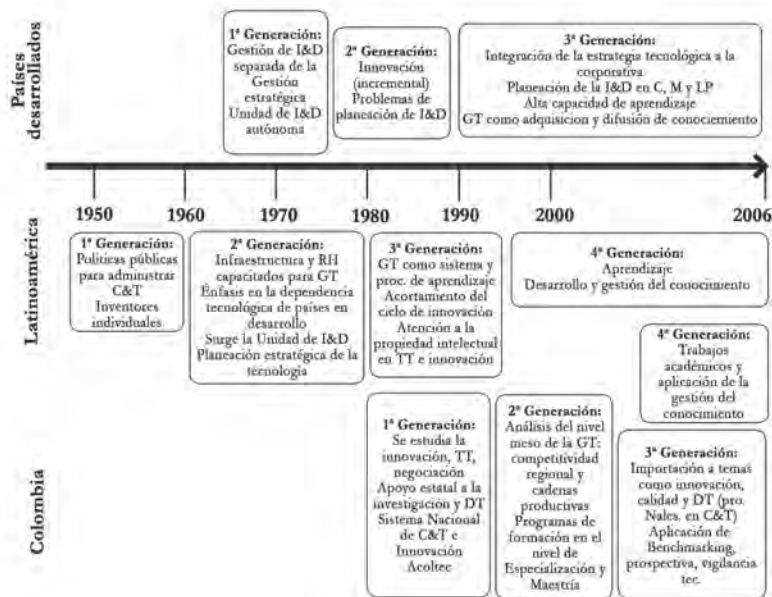 Países
desarrollados
1ª Generación:
Gestión de I&D
separada de la
Gestión
estratégica
Unidad de I&D
autónoma
2ª Generación:
Innovación
(incremental)
Problemas de
planeación de I&D
3ª Generación:
Integración de la estrategia tecnológica a la
corporativa
Planeación de la I&D en C, M y LP
Alta capacidad de aprendizaje
GT como adquisicion y difusión de conociemiento
1950
1960
1970
1980
1990
2000
2006
Latinoamérica
1ª Generación:
Políticas públicas
para administrar
C&T
Inventores
individuales
2ª Generación:
Infraestructura y RH
capacitados para GT
Énfasis en la dependencia
tecnológica de países en
desarrollo
Surge la Unidad de I&D
Planeación estratégica de la
tecnologia
3ª Generación:
GT como sistema y
proc. de aprendizaje
Acortamiento del
ciclo de innovación
Atención a la
propiedad intelectual
en TT e innovación
4ª Generación:
Aprendizaje
Desarrollo y gestión del conocimiento
Colombia
1ª Generación:
Se estudia la
innovación, TT,
negociación
Apoyo estatal a la
investigación y DT
Sistema Nacional
de C&T e
Innovación
Acoltec
2ª Generación:
Análisis del nivel
meso de la GT:
competitividad
regional y
cadenas
productivas
Programas de
formación en el
nivel de
Especialización y
Maestría
4ª Generación:
Trabajos
académicos y
aplicación de la
gestión del
conocimiento
3ª Generación:
Importación a temas
como innovación,
calidad y DT (pro.
Nales. en C&T)
Aplicación de
Benchmarking,
prospectiva, vigilancia
tec.